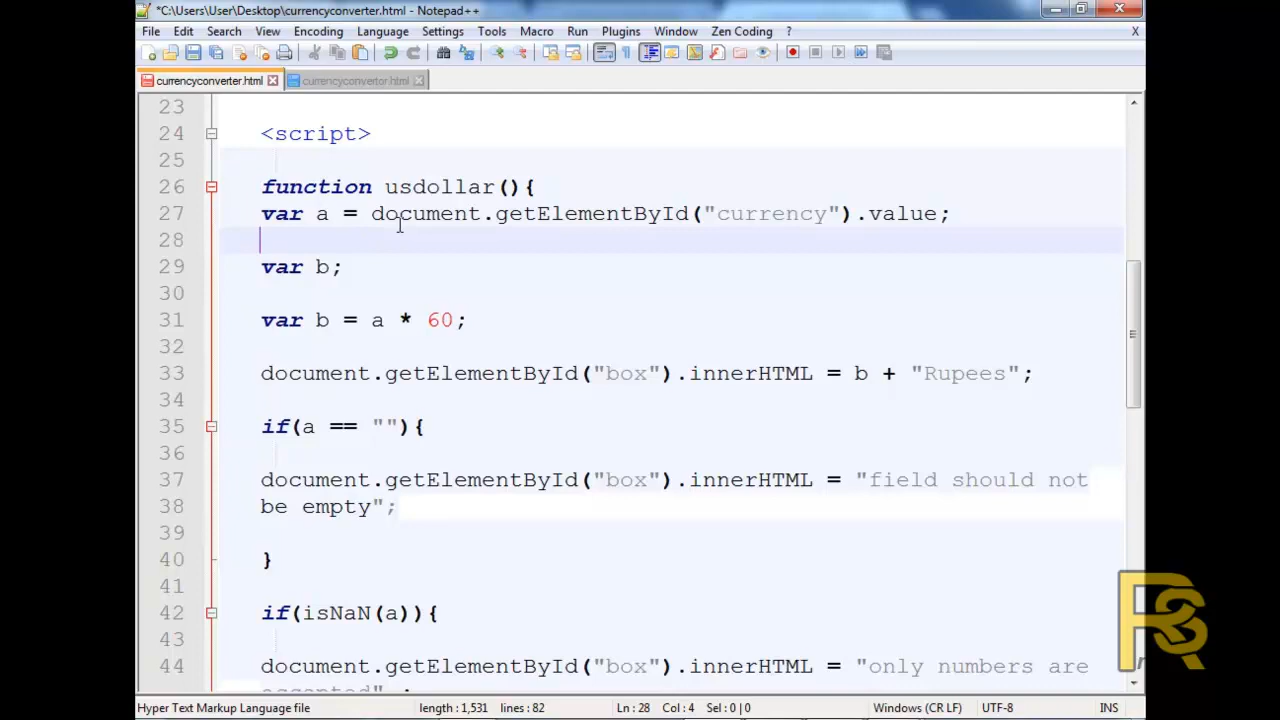 *C:\Users\User\Desktop\currencyconverter.html - Notepad++
File Edit Search View Encoding Language Settings Tools Macro Run Plugins Window Zen Coding ? X
currencyconverter.html currencyconvertor.html
23
24 <script>
25
26 function usdollar(){
27 var a = document.getElementById("currency").value;
28
29 var b;
30
31 var b = a * 60;
32
33 document.getElementById("box").innerHTML = b + "Rupees";
34
35 if(a == ""){
36
37 document.getElementById("box").innerHTML = "field should not
38 be empty";
39
40 }
41
42 if(isNaN(a)){
43
44 document.getElementById("box").innerHTML = "only numbers are
accepted" ;
Hyper Text Markup Language file length : 1,531 lines : 82 Ln : 28 Col : 4 Sel : 0 | 0 Windows (CR LF) UTF-8 INS
RS